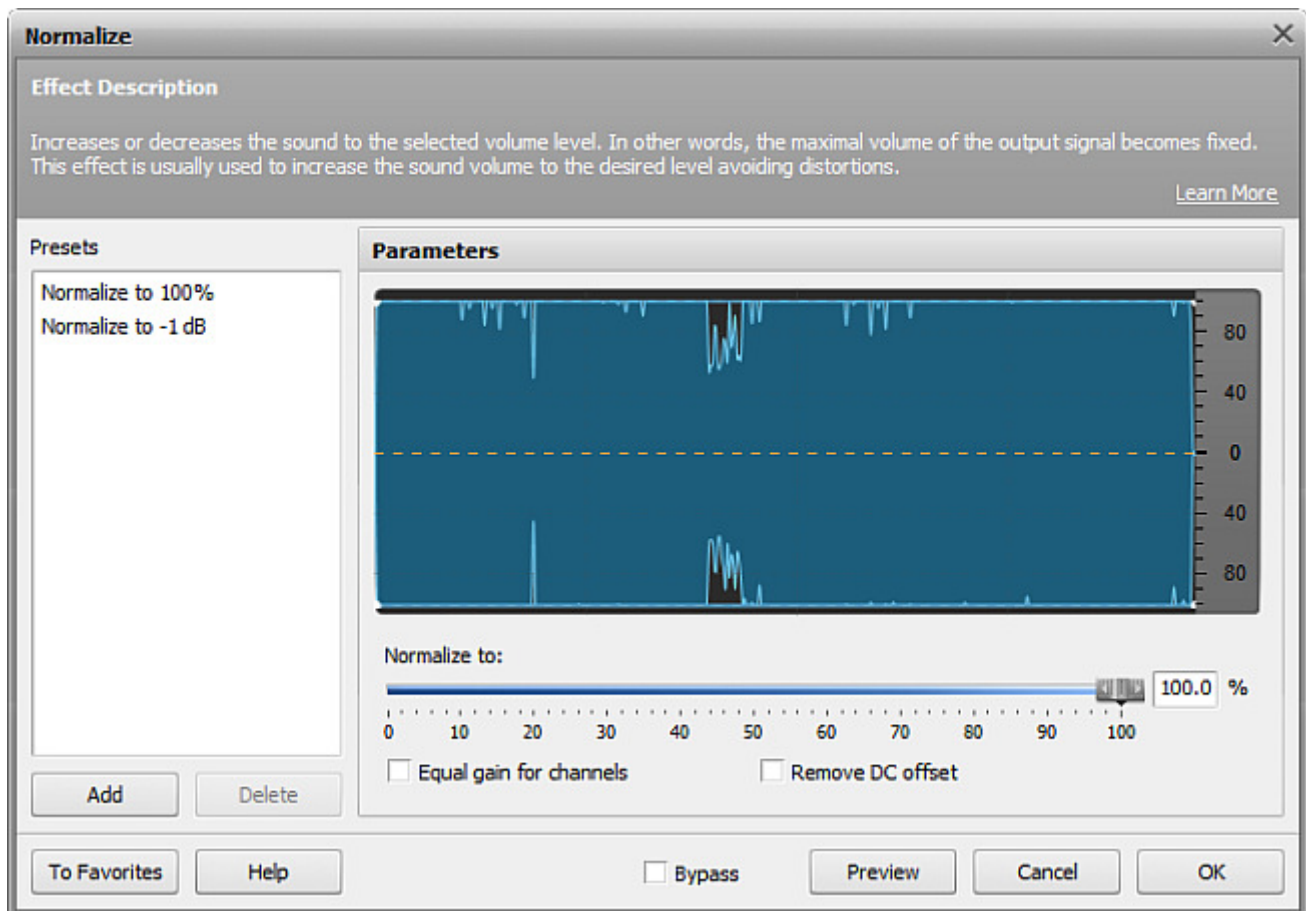 Normalize
Effect Description
Increases or decreases the sound to the selected volume level. In other words, the maximal volume of the output signal becomes fixed.
This effect is usually used to increase the sound volume to the desired level avoiding distortions.
Learn More
Presets
Normalize to 100%
Normalize to -1 dB
Add
Delete
Parameters
80
40
0
40
80
Normalize to:
100.0 %
0 10 20 30 40 50 60 70 80 90 100
Equal gain for channels
Remove DC offset
To Favorites
Help
Bypass
Preview
Cancel
OK